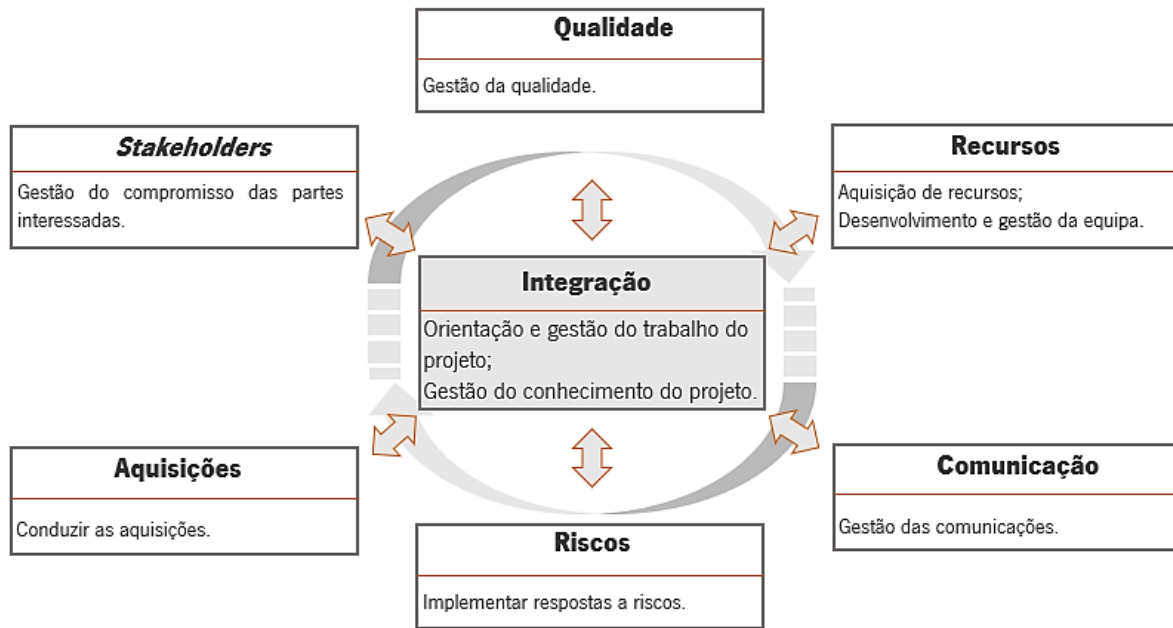 Qualidade
Gestão da qualidade.
Stakeholders
Gestão do compromisso das partes
interessadas.
Recursos
Aquisição de recursos;
Desenvolvimento e gestão da equipa.
Integração
Orientação e gestão do trabalho do
projeto;
Gestão do conhecimento do projeto.
Aquisições
Conduzir as aquisições.
Comunicação
Gestão das comunicações.
Riscos
Implementar respostas a riscos.